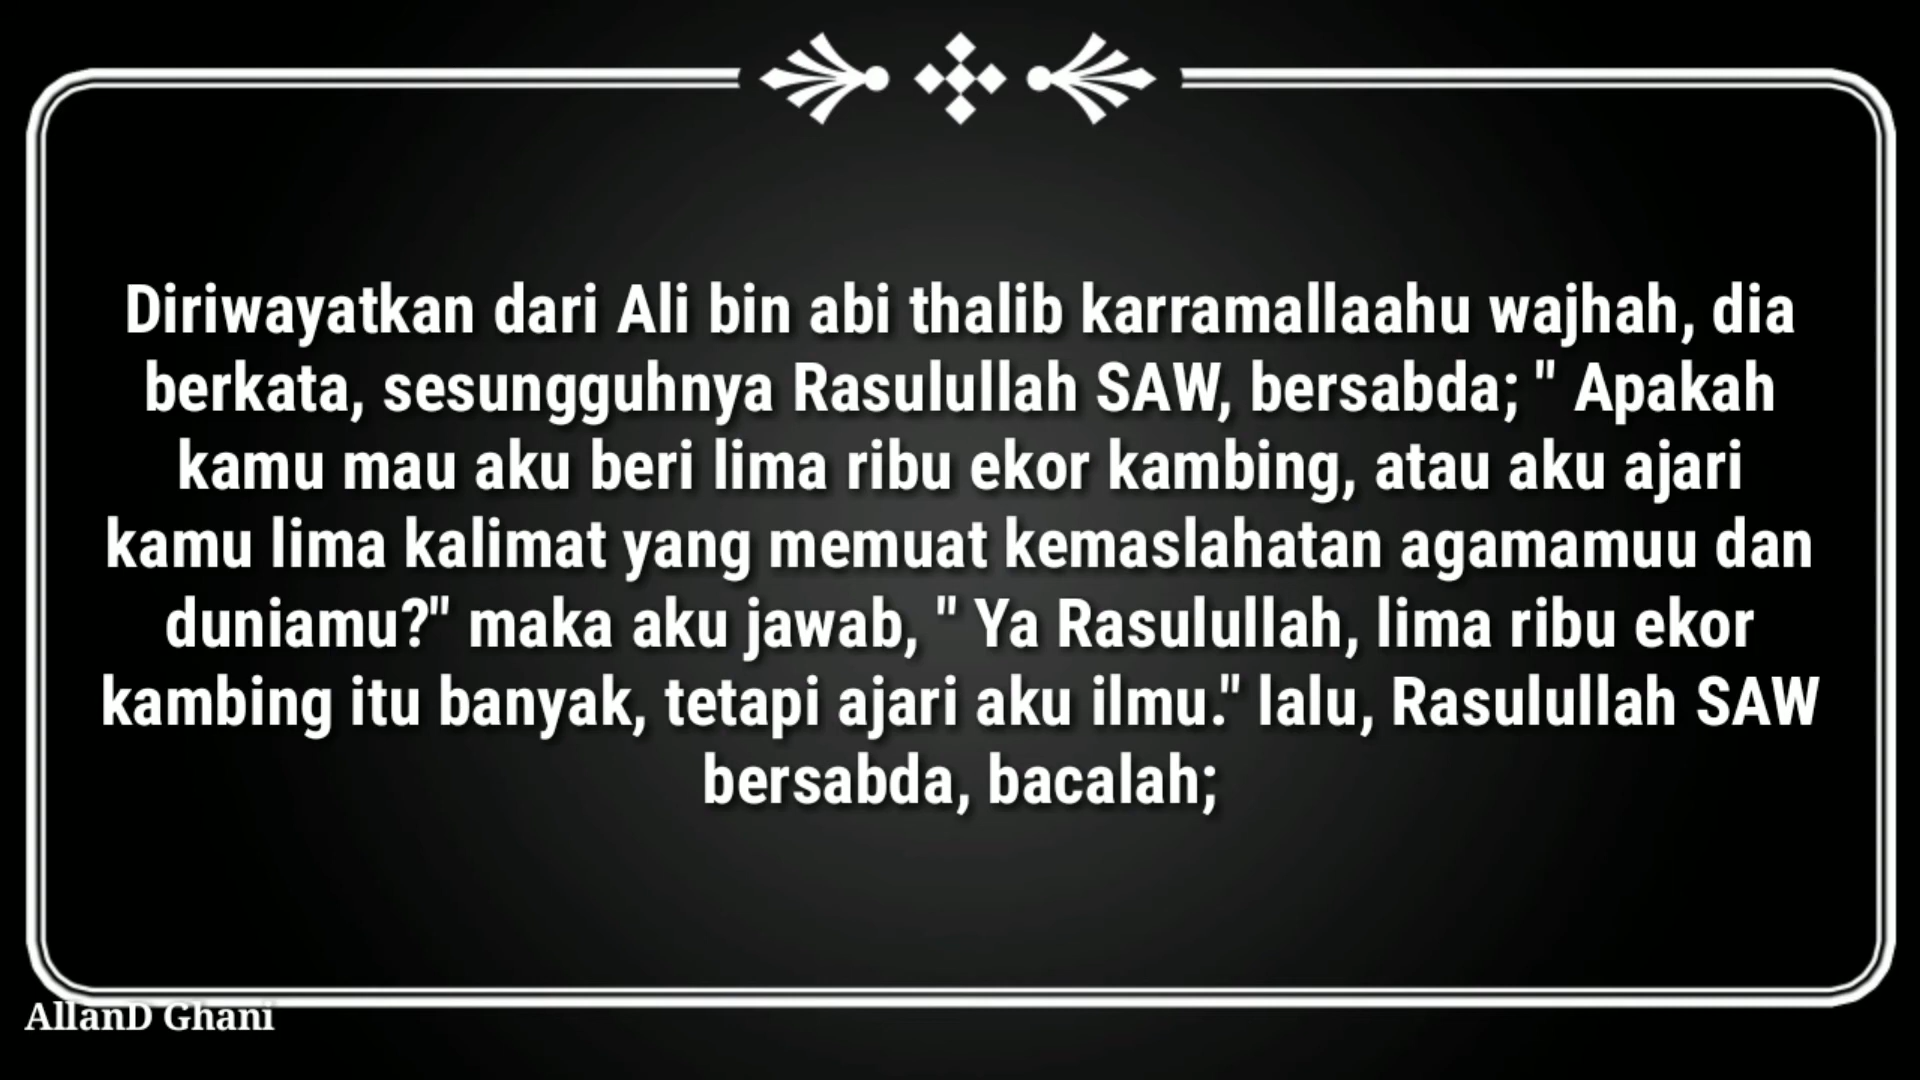 Diriwayatkan dari Ali bin abi thalib karramallaahu wajhah, dia
berkata, sesungguhnya Rasulullah SAW, bersabda; " Apakah
kamu mau aku beri lima ribu ekor kambing, atau aku ajari
kamu lima kalimat yang memuat kemaslahatan agamamuu dan
duniamu?" maka aku jawab, " Ya Rasulullah, lima ribu ekor
kambing itu banyak, tetapi ajari aku ilmu." lalu, Rasulullah SAW
bersabda, bacalah;
AllanD Ghani